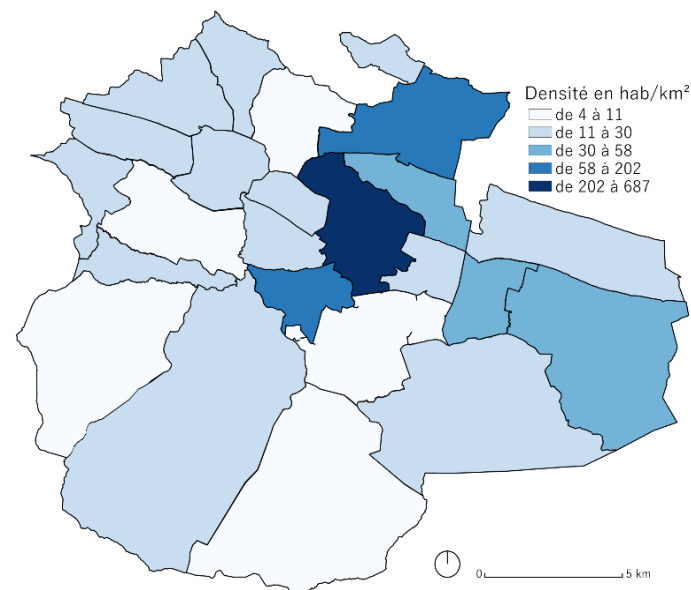 Densité en hab/km²
de 4 à 11
de 11 à 30
de 30 à 58
de 58 à 202
de 202 à 687
0 5 km